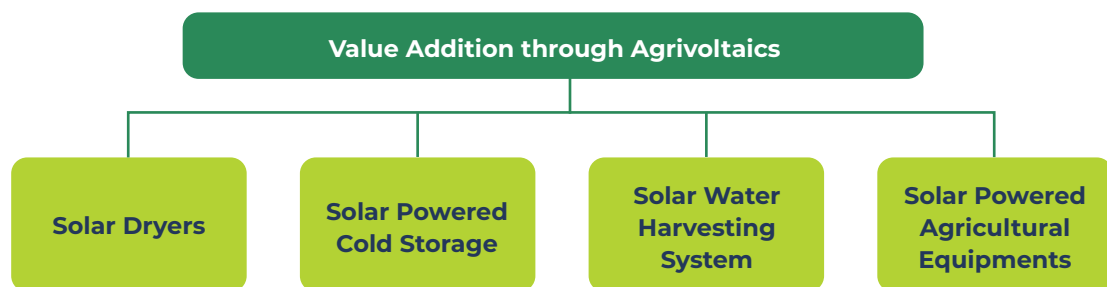 Value Addition through Agrivoltaics
Solar Dryers
Solar Powered
Cold Storage
Solar Water
Harvesting
System
Solar Powered
Agricultural
Equipments